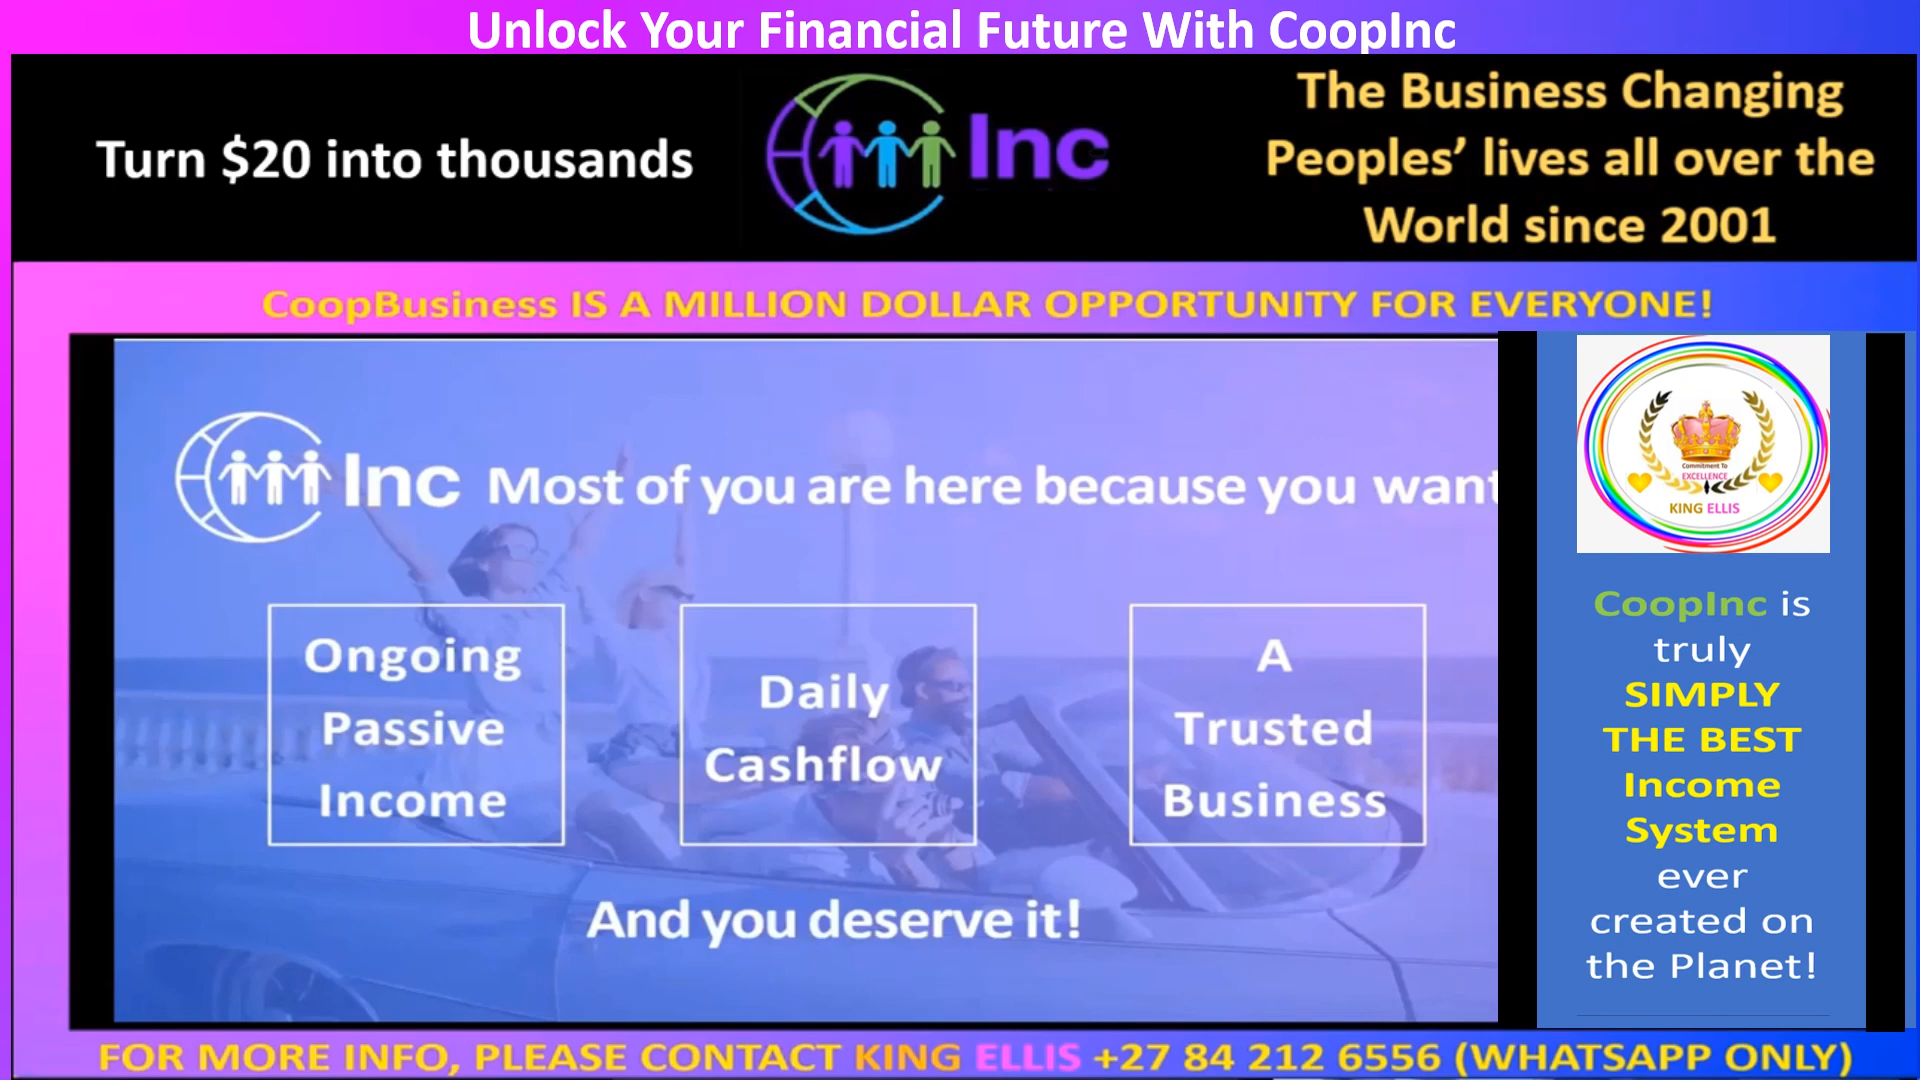 Unlock Your Financial Future With CoopInc
Turn $20 into thousands
Inc
The Business Changing
Peoples’ lives all over the
World since 2001
CoopBusiness IS A MILLION DOLLAR OPPORTUNITY FOR EVERYONE!
Inc Most of you are here because you want
Ongoing
Passive
Income
Daily
Cashflow
A
Trusted
Business
And you deserve it!
Commitment To
EXCELLENCE
KING ELLIS
CoopInc is
truly
SIMPLY
THE BEST
Income
System
ever
created on
the Planet!
FOR MORE INFO, PLEASE CONTACT KING ELLIS +27 84 212 6556 (WHATSAPP ONLY)